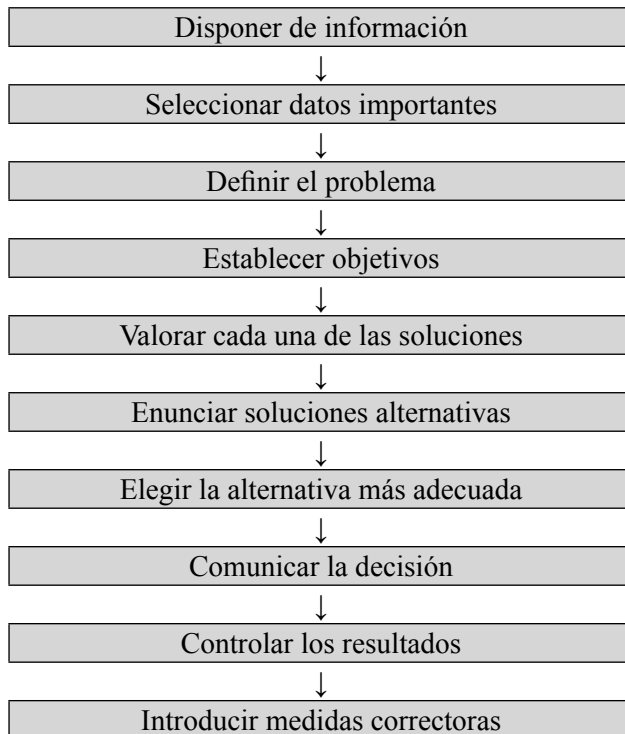 Disponer de información
↓
Seleccionar datos importantes
↓
Definir el problema
↓
Establecer objetivos
↓
Valorar cada una de las soluciones
↓
Enunciar soluciones alternativas
↓
Elegir la alternativa más adecuada
↓
Comunicar la decisión
↓
Controlar los resultados
↓
Introducir medidas correctoras